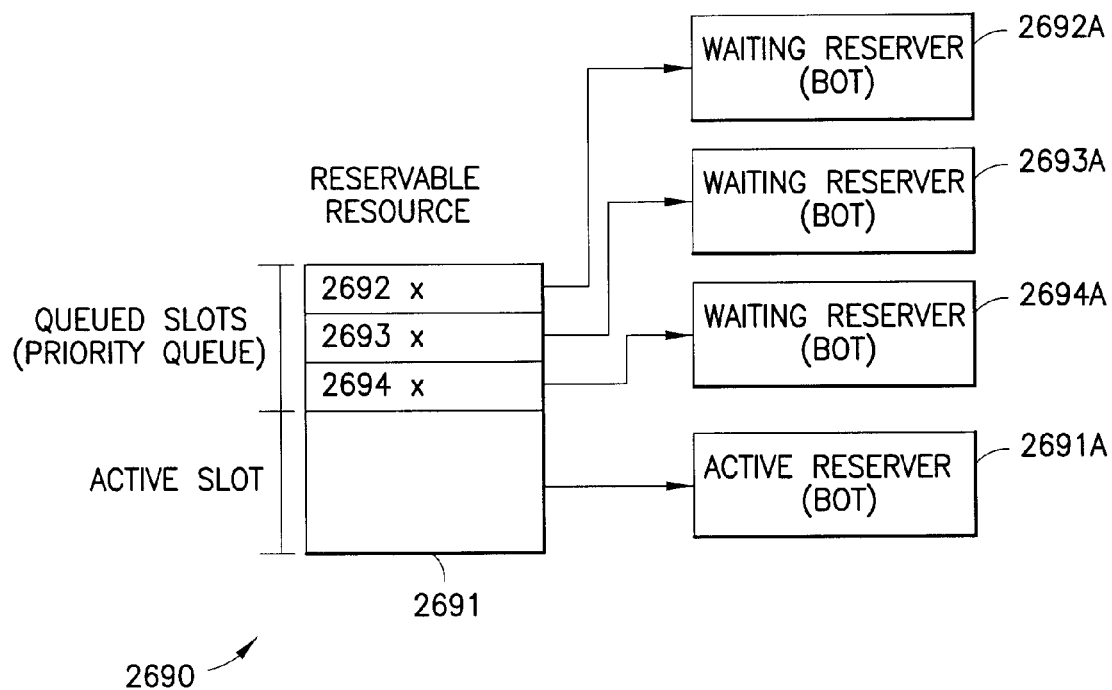 WAITING RESERVER
(BOT)
2692A
WAITING RESERVER
(BOT)
2693A
RESERVABLE
RESOURCE
2692 x
2693 x
2694 x
QUEUED SLOTS
(PRIORITY QUEUE)
WAITING RESERVER
(BOT)
2694A
ACTIVE SLOT
ACTIVE RESERVER
(BOT)
2691A
2691
2690